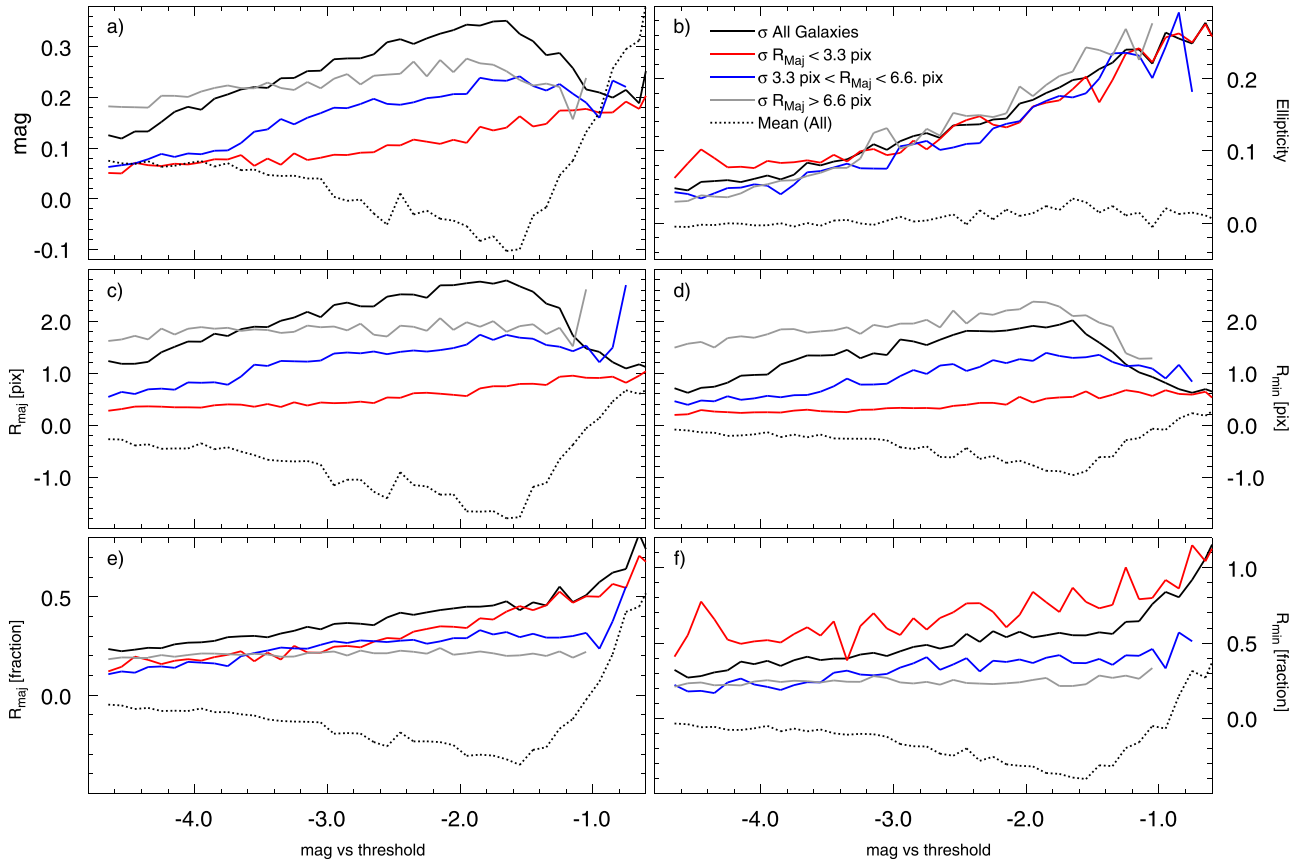 a)
0.3
0.2
0.1
0.0
-0.1
mag
b)
σ All Galaxies
σ R_Maj < 3.3 pix
σ 3.3 pix < R_Maj < 6.6. pix
σ R_Maj > 6.6 pix
Mean (All)
0.2
0.1
0.0
Ellipticity
c)
2.0
1.0
0.0
-1.0
R_maj [pix]
d)
2.0
1.0
0.0
-1.0
R_min [pix]
e)
0.5
0.0
R_maj [fraction]
f)
1.0
0.5
0.0
R_min [fraction]
-4.0 -3.0 -2.0 -1.0
mag vs threshold
-4.0 -3.0 -2.0 -1.0
mag vs threshold